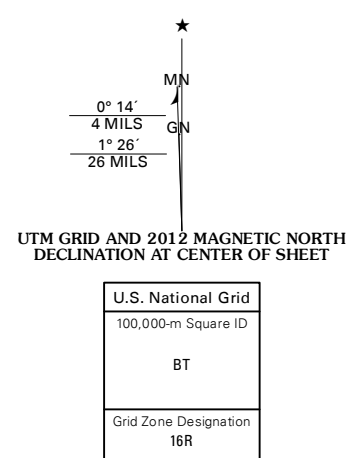 MN
0° 14´
4 MILS
GN
1° 26´
26 MILS
UTM GRID AND 2012 MAGNETIC NORTH
DECLINATION AT CENTER OF SHEET
U.S. National Grid
100,000-m Square ID
BT
Grid Zone Designation
16R